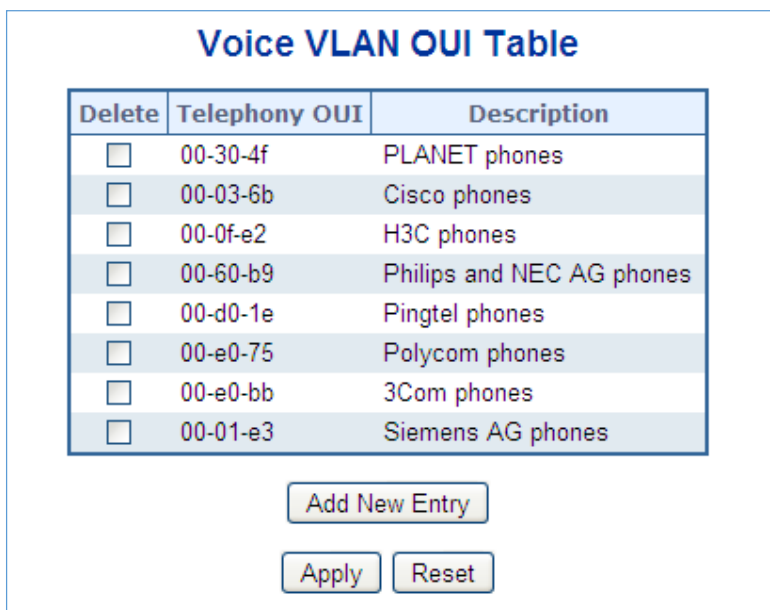 Voice VLAN OUI Table
Delete Telephony OUI Description
00-30-4f PLANET phones
00-03-6b Cisco phones
00-0f-e2 H3C phones
00-60-b9 Philips and NEC AG phones
00-d0-1e Pingtel phones
00-e0-75 Polycom phones
00-e0-bb 3Com phones
00-01-e3 Siemens AG phones
Add New Entry
Apply Reset